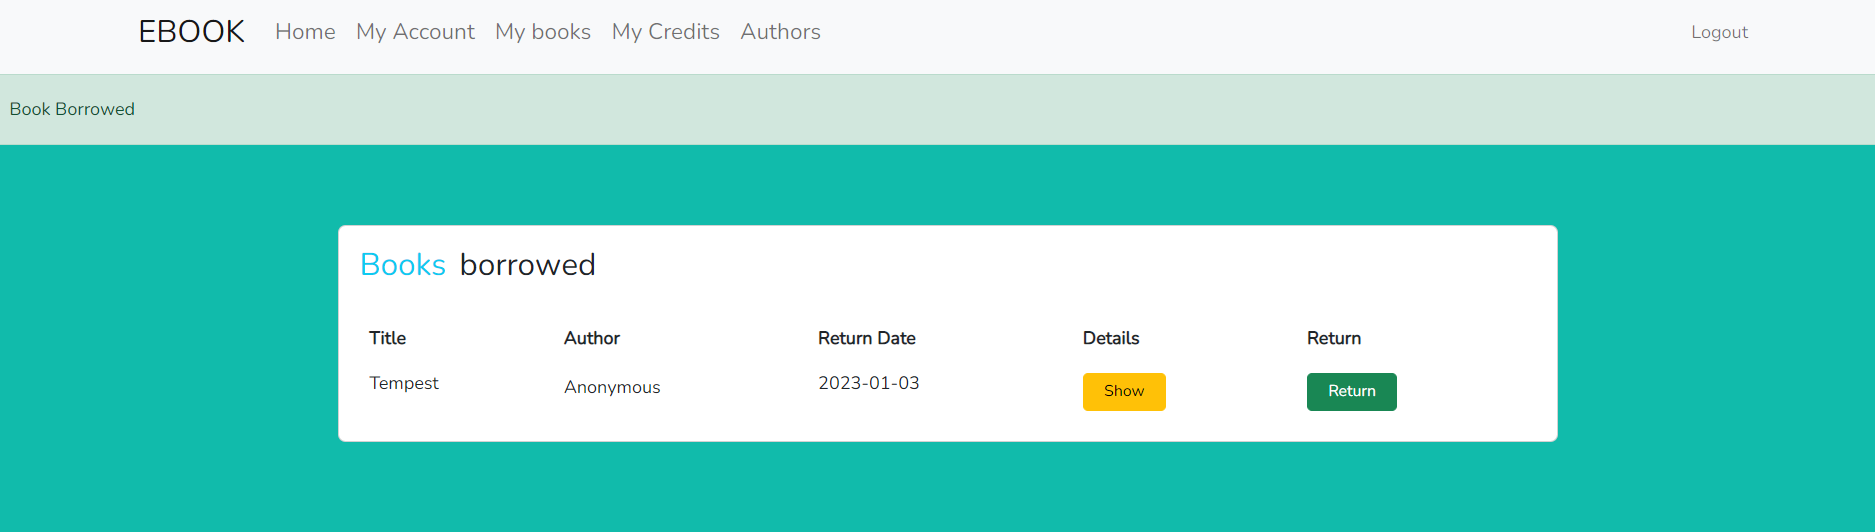 EBOOK Home My Account My books My Credits Authors Logout
Book Borrowed
Books borrowed
Title Author Return Date Details Return
Tempest Anonymous 2023-01-03 Show Return